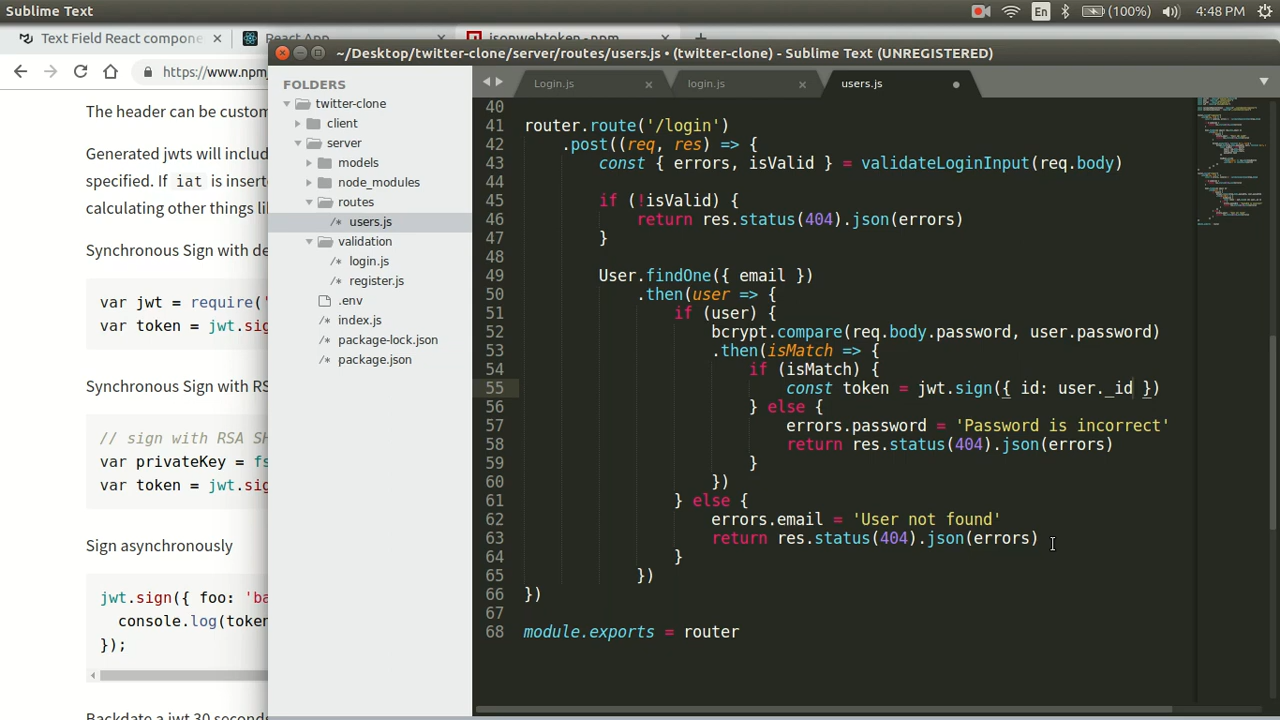 Sublime Text
En
(100%)
4:48 PM
Text Field React compone
React App
jsonwebtoken - npm
https://www.npm
~/Desktop/twitter-clone/server/routes/users.js • (twitter-clone) - Sublime Text (UNREGISTERED)
The header can be custom
Generated jwts will includ
specified. If iat is inserte
calculating other things lik
Synchronous Sign with de
var jwt = require('
var token = jwt.sig
Synchronous Sign with RS
// sign with RSA SH
var privateKey = fs
var token = jwt.sig
Sign asynchronously
jwt.sign({ foo: 'ba
console.log(token
});
Backdate a jwt 30 second
FOLDERS
twitter-clone
client
server
models
node_modules
routes
/* users.js
validation
/* login.js
/* register.js
/* .env
/* index.js
/* package-lock.json
/* package.json
Login.js
login.js
users.js
40
41 router.route('/login')
42 .post((req, res) => {
43 const { errors, isValid } = validateLoginInput(req.body)
44
45 if (!isValid) {
46 return res.status(404).json(errors)
47 }
48
49 User.findOne({ email })
50 .then(user => {
51 if (user) {
52 bcrypt.compare(req.body.password, user.password)
53 .then(isMatch => {
54 if (isMatch) {
55 const token = jwt.sign({ id: user._id })
56 } else {
57 errors.password = 'Password is incorrect'
58 return res.status(404).json(errors)
59 }
60 })
61 } else {
62 errors.email = 'User not found'
63 return res.status(404).json(errors)
64 }
65 })
66 })
67
68 module.exports = router